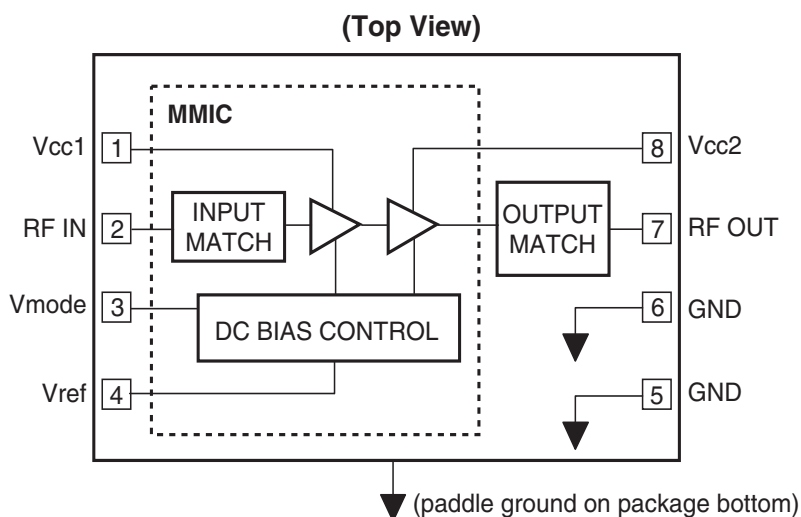 (Top View)
MMIC
Vcc1 1
8 Vcc2
RF IN 2
INPUT
MATCH
OUTPUT
MATCH
7 RF OUT
Vmode 3
DC BIAS CONTROL
6 GND
Vref 4
5 GND
(paddle ground on package bottom)